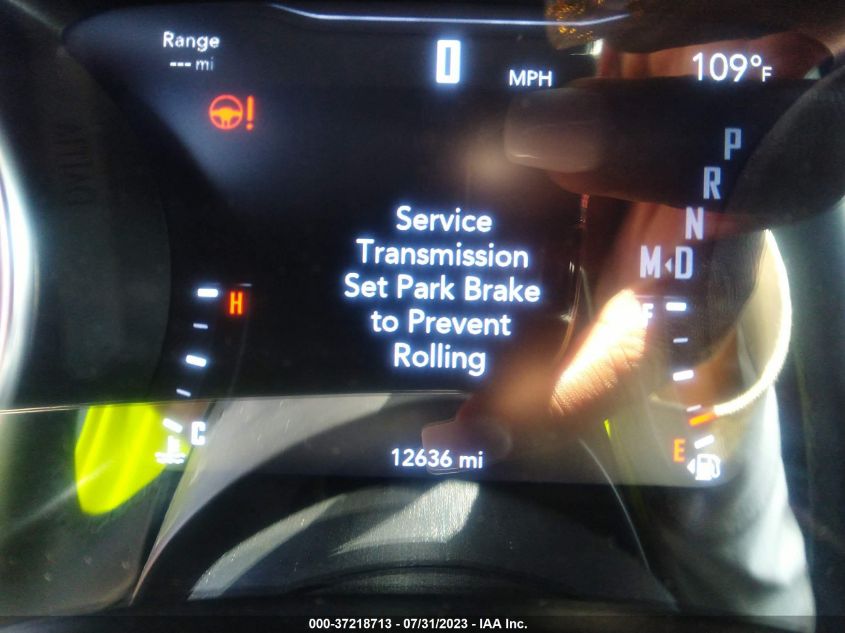 Range
--- mi
0
MPH
109°F
!
P
R
N
M◂D
Service
Transmission
Set Park Brake
to Prevent
Rolling
H
F
C
E
12636 mi
000-37218713 - 07/31/2023 - IAA Inc.